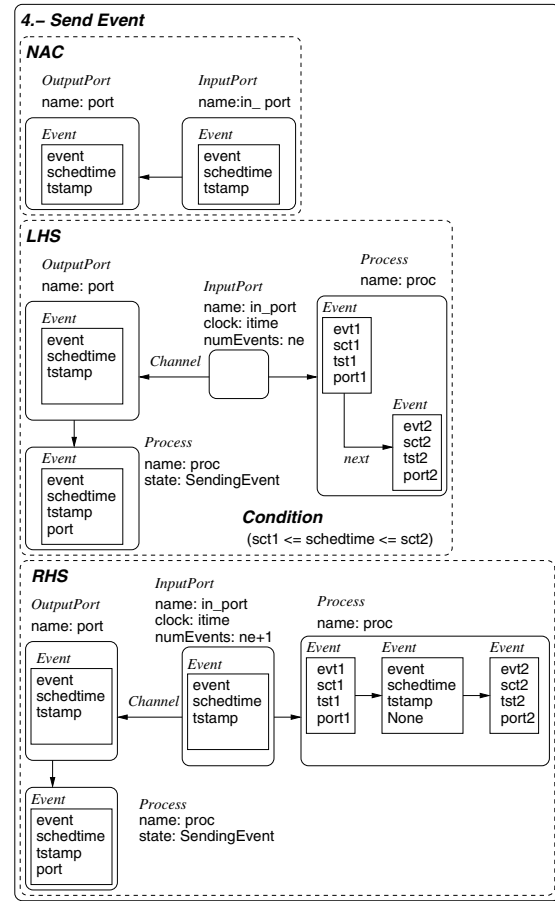 4.– Send Event
NAC
OutputPort
name: port
InputPort
name:in_ port
Event
event
schedtime
tstamp
Event
event
schedtime
tstamp
LHS
OutputPort
name: port
Event
event
schedtime
tstamp
Channel
InputPort
name: in_port
clock: itime
numEvents: ne
Process
name: proc
Event
evt1
sct1
tst1
port1
next
Event
evt2
sct2
tst2
port2
Process
name: proc
state: SendingEvent
Event
event
schedtime
tstamp
port
Condition
(sct1 <= schedtime <= sct2)
RHS
OutputPort
name: port
Event
event
schedtime
tstamp
Channel
InputPort
name: in_port
clock: itime
numEvents: ne+1
Event
event
schedtime
tstamp
Process
name: proc
Event
evt1
sct1
tst1
port1
Event
event
schedtime
tstamp
None
Event
evt2
sct2
tst2
port2
Event
event
schedtime
tstamp
port
Process
name: proc
state: SendingEvent